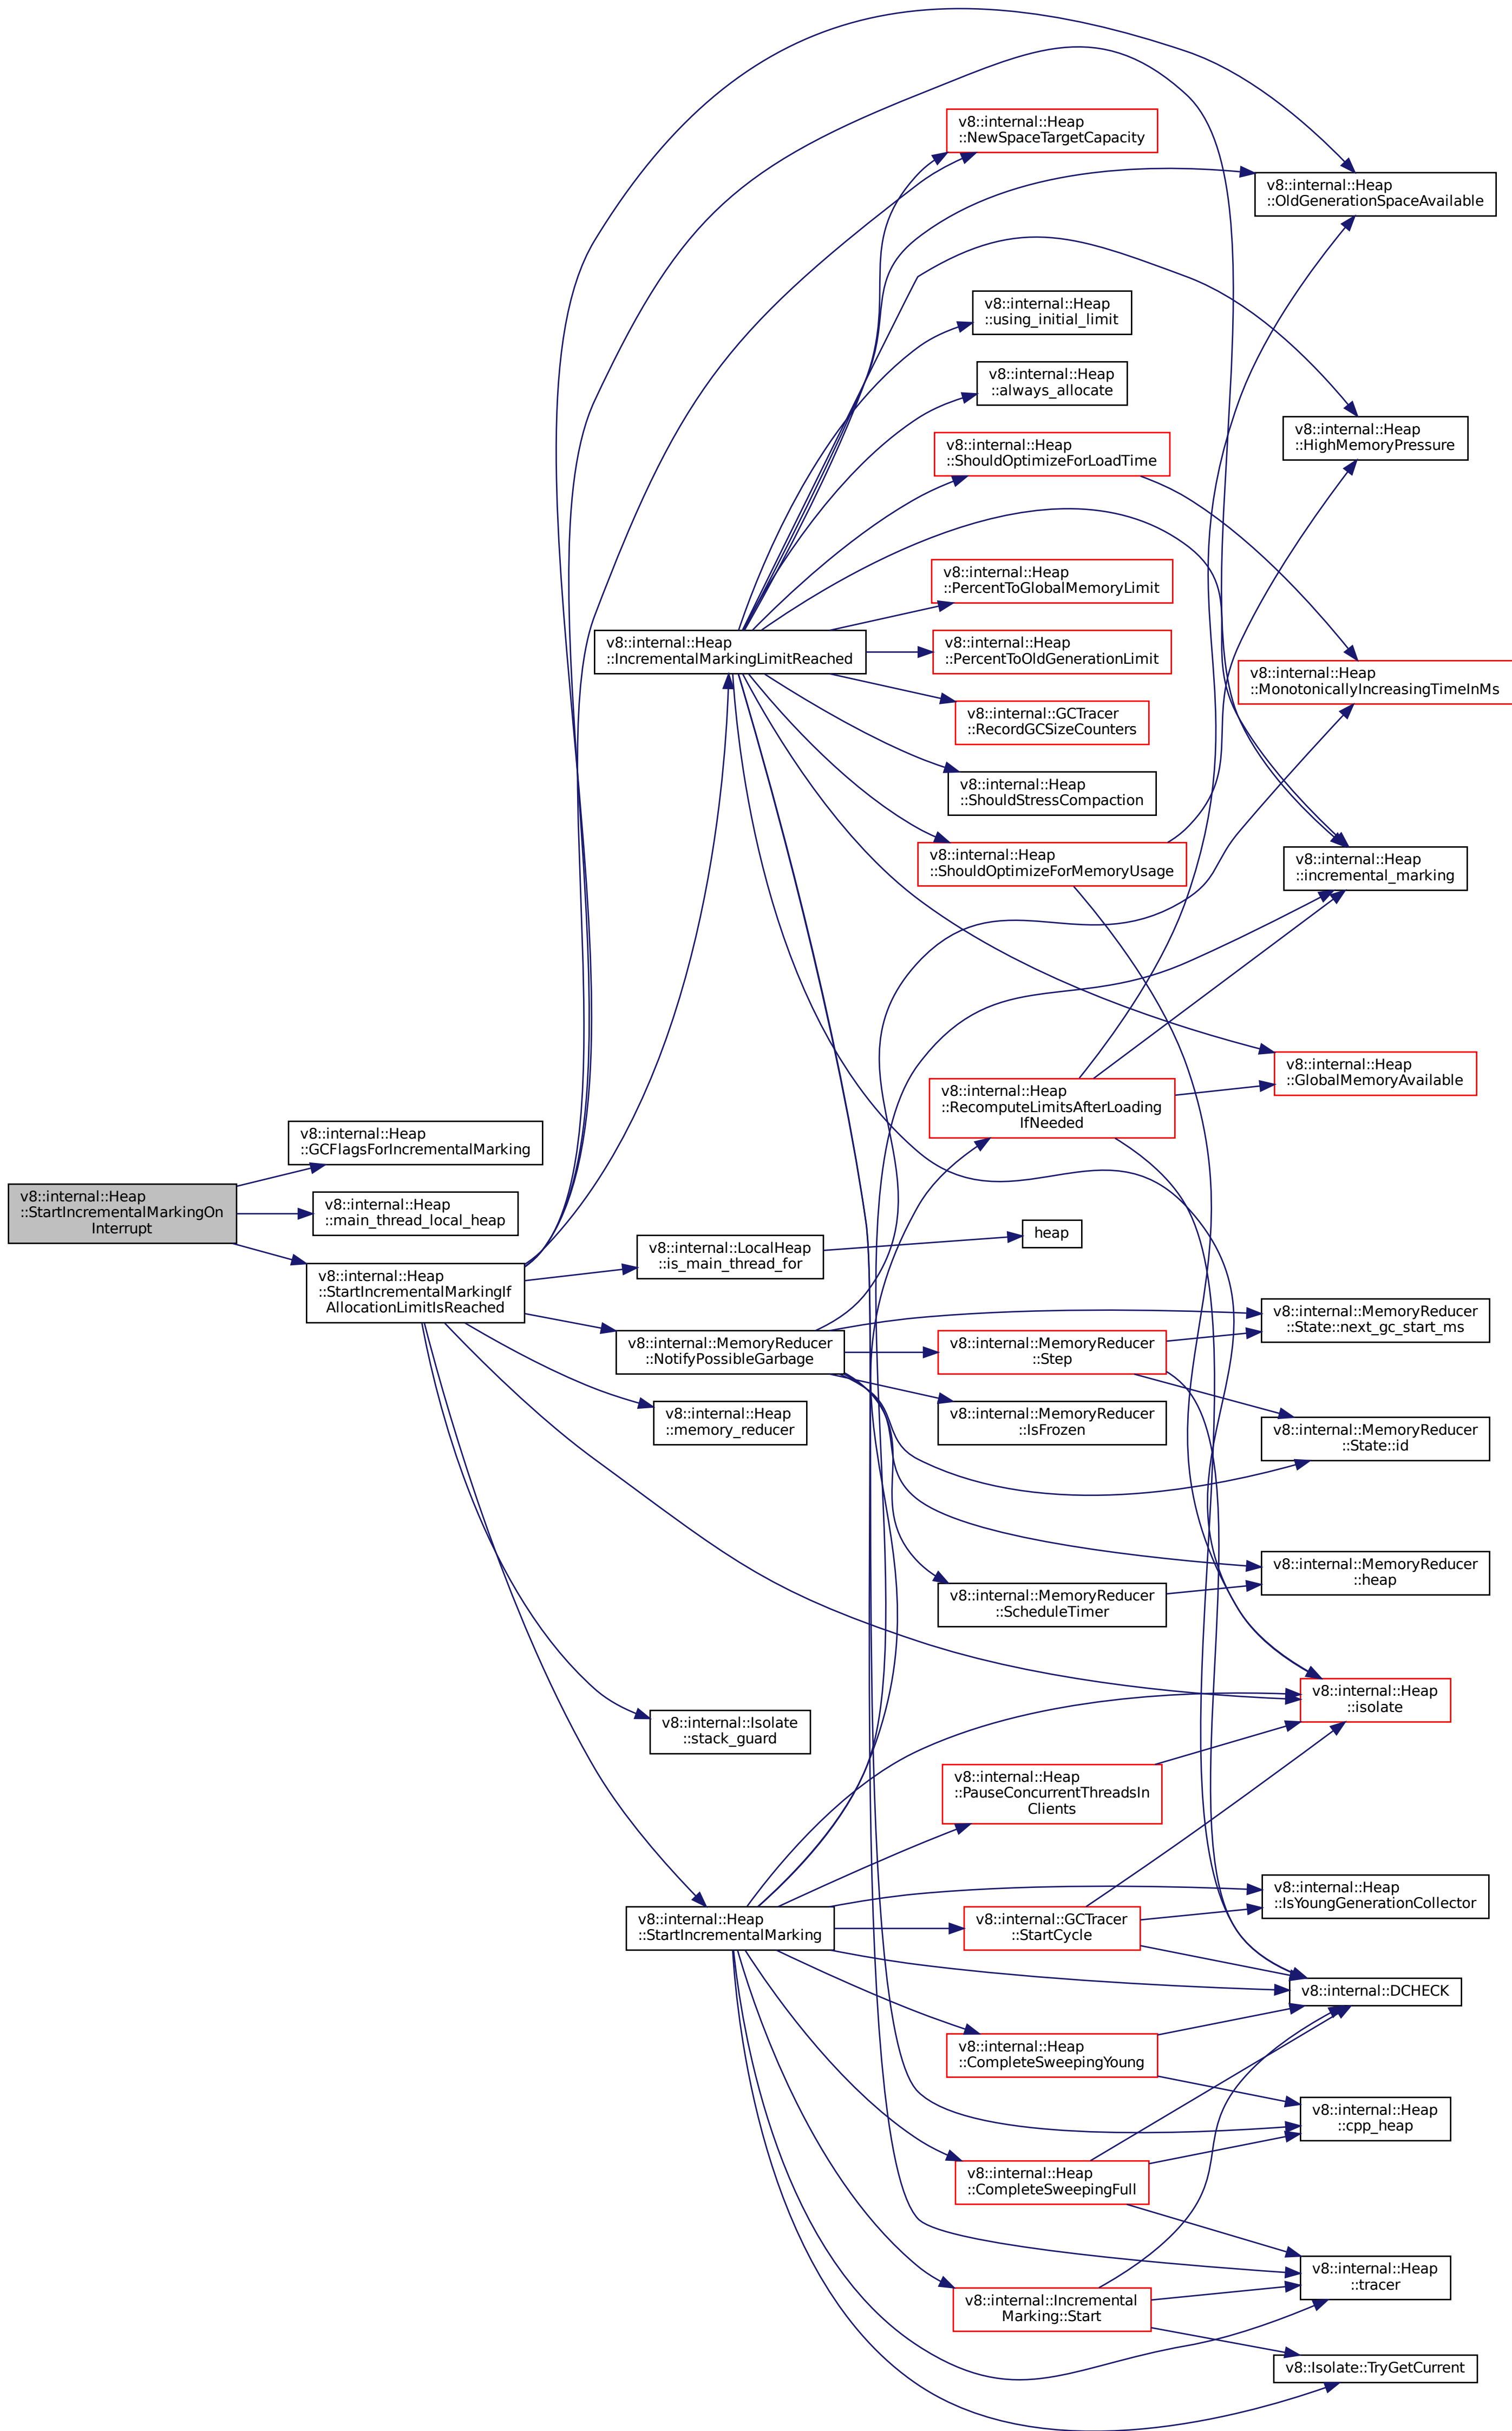 v8::internal::Heap
::NewSpaceTargetCapacity
v8::internal::Heap
::OldGenerationSpaceAvailable
v8::internal::Heap
::using_initial_limit
v8::internal::Heap
::always_allocate
v8::internal::Heap
::HighMemoryPressure
v8::internal::Heap
::ShouldOptimizeForLoadTime
v8::internal::Heap
::PercentToGlobalMemoryLimit
v8::internal::Heap
::IncrementalMarkingLimitReached
v8::internal::Heap
::PercentToOldGenerationLimit
v8::internal::Heap
::MonotonicallyIncreasingTimeInMs
v8::internal::GCTracer
::RecordGCSizeCounters
v8::internal::Heap
::ShouldStressCompaction
v8::internal::Heap
::ShouldOptimizeForMemoryUsage
v8::internal::Heap
::incremental_marking
v8::internal::Heap
::GlobalMemoryAvailable
v8::internal::Heap
::RecomputeLimitsAfterLoading
IfNeeded
v8::internal::Heap
::GCFlagsForIncrementalMarking
v8::internal::Heap
::StartIncrementalMarkingOn
Interrupt
v8::internal::Heap
::main_thread_local_heap
v8::internal::Heap
::StartIncrementalMarkingIf
AllocationLimitIsReached
v8::internal::LocalHeap
::is_main_thread_for
heap
v8::internal::MemoryReducer
::NotifyPossibleGarbage
v8::internal::MemoryReducer
::Step
v8::internal::MemoryReducer
State::next_gc_start_ms
v8::internal::Heap
::memory_reducer
v8::internal::MemoryReducer
::IsFrozen
v8::internal::MemoryReducer
::State::id
v8::internal::MemoryReducer
::ScheduleTimer
v8::internal::MemoryReducer
::heap
v8::internal::Isolate
::stack_guard
v8::internal::Heap
::isolate
v8::internal::Heap
::PauseConcurrentThreadsIn
Clients
v8::internal::Heap
::StartIncrementalMarking
v8::internal::GCTracer
::StartCycle
v8::internal::Heap
::IsYoungGenerationCollector
v8::internal::DCHECK
v8::internal::Heap
::CompleteSweepingYoung
v8::internal::Heap
::cpp_heap
v8::internal::Heap
::CompleteSweepingFull
v8::internal::Heap
::tracer
v8::internal::Incremental
Marking::Start
v8::Isolate::TryGetCurrent